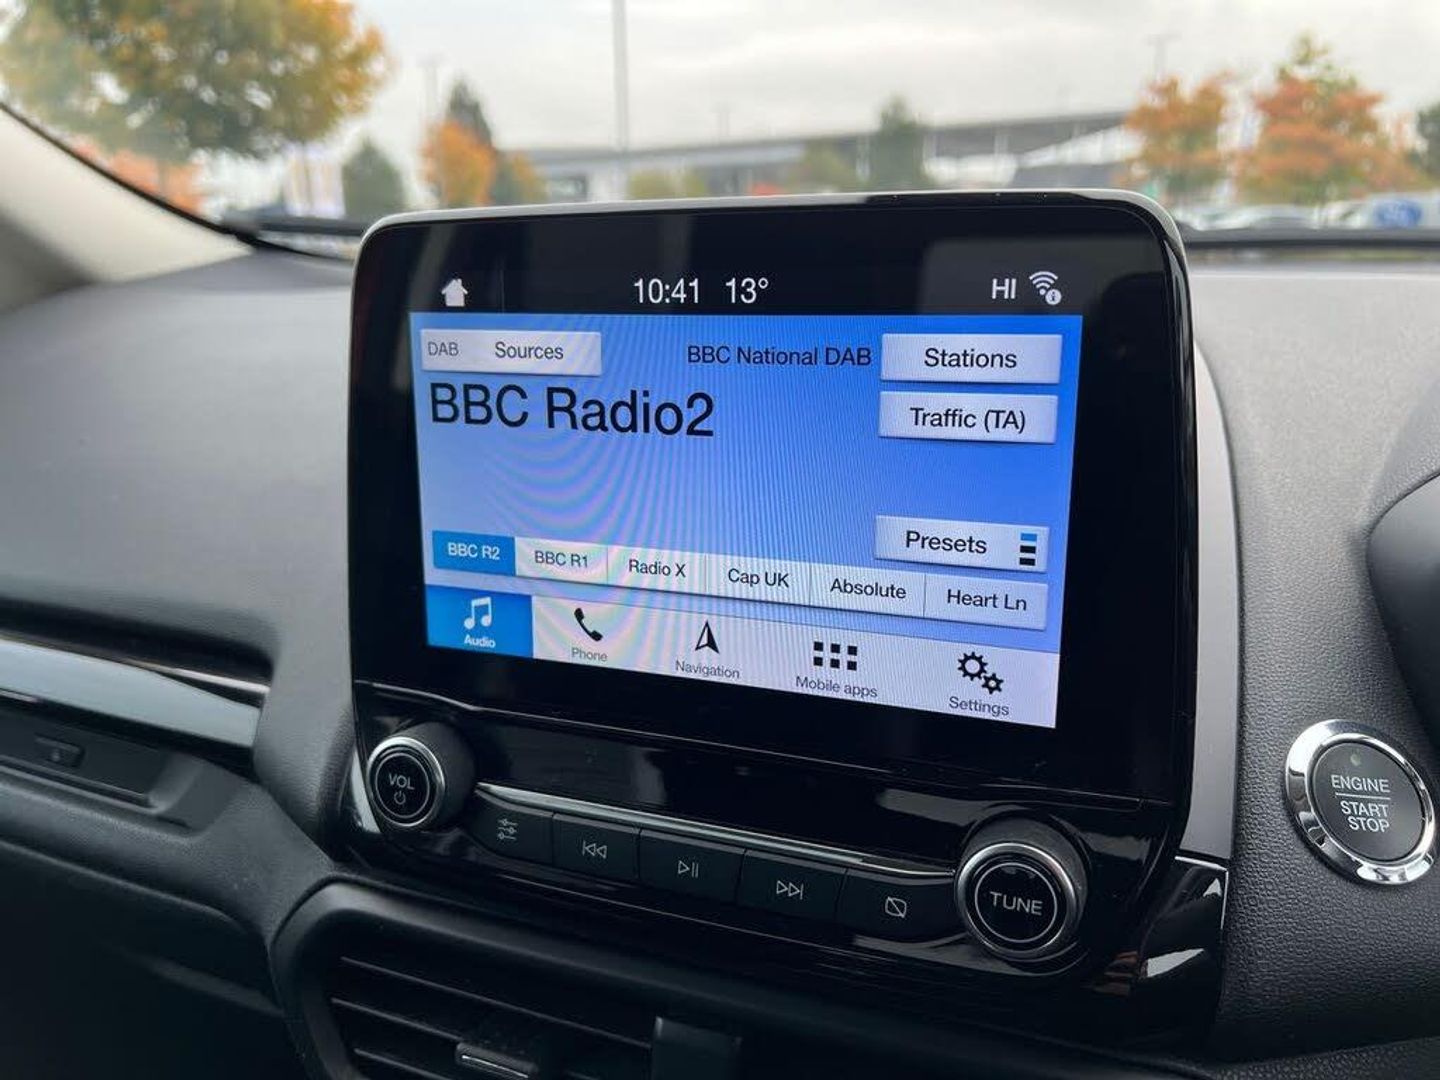 10:41 13° HI
DAB Sources BBC National DAB Stations
BBC Radio2
Traffic (TA)
Presets
BBC R2 BBC R1 Radio X Cap UK Absolute Heart Ln
Audio Phone Navigation Mobile apps Settings
VOL
TUNE
ENGINE
START
STOP